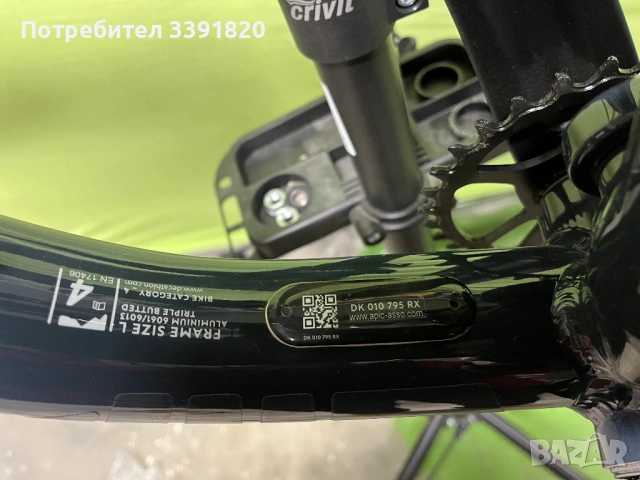 Потребител 3391820
crivit
DK 010 795 RX
www.apic-asso.com
DK 010 795 RX
FRAME SIZE L
ALUMINIUM 6061/6013
TRIPLE BUTTED
4
BIKE CATEGORY
www.decathlon.com
EN 17406
BAZAR